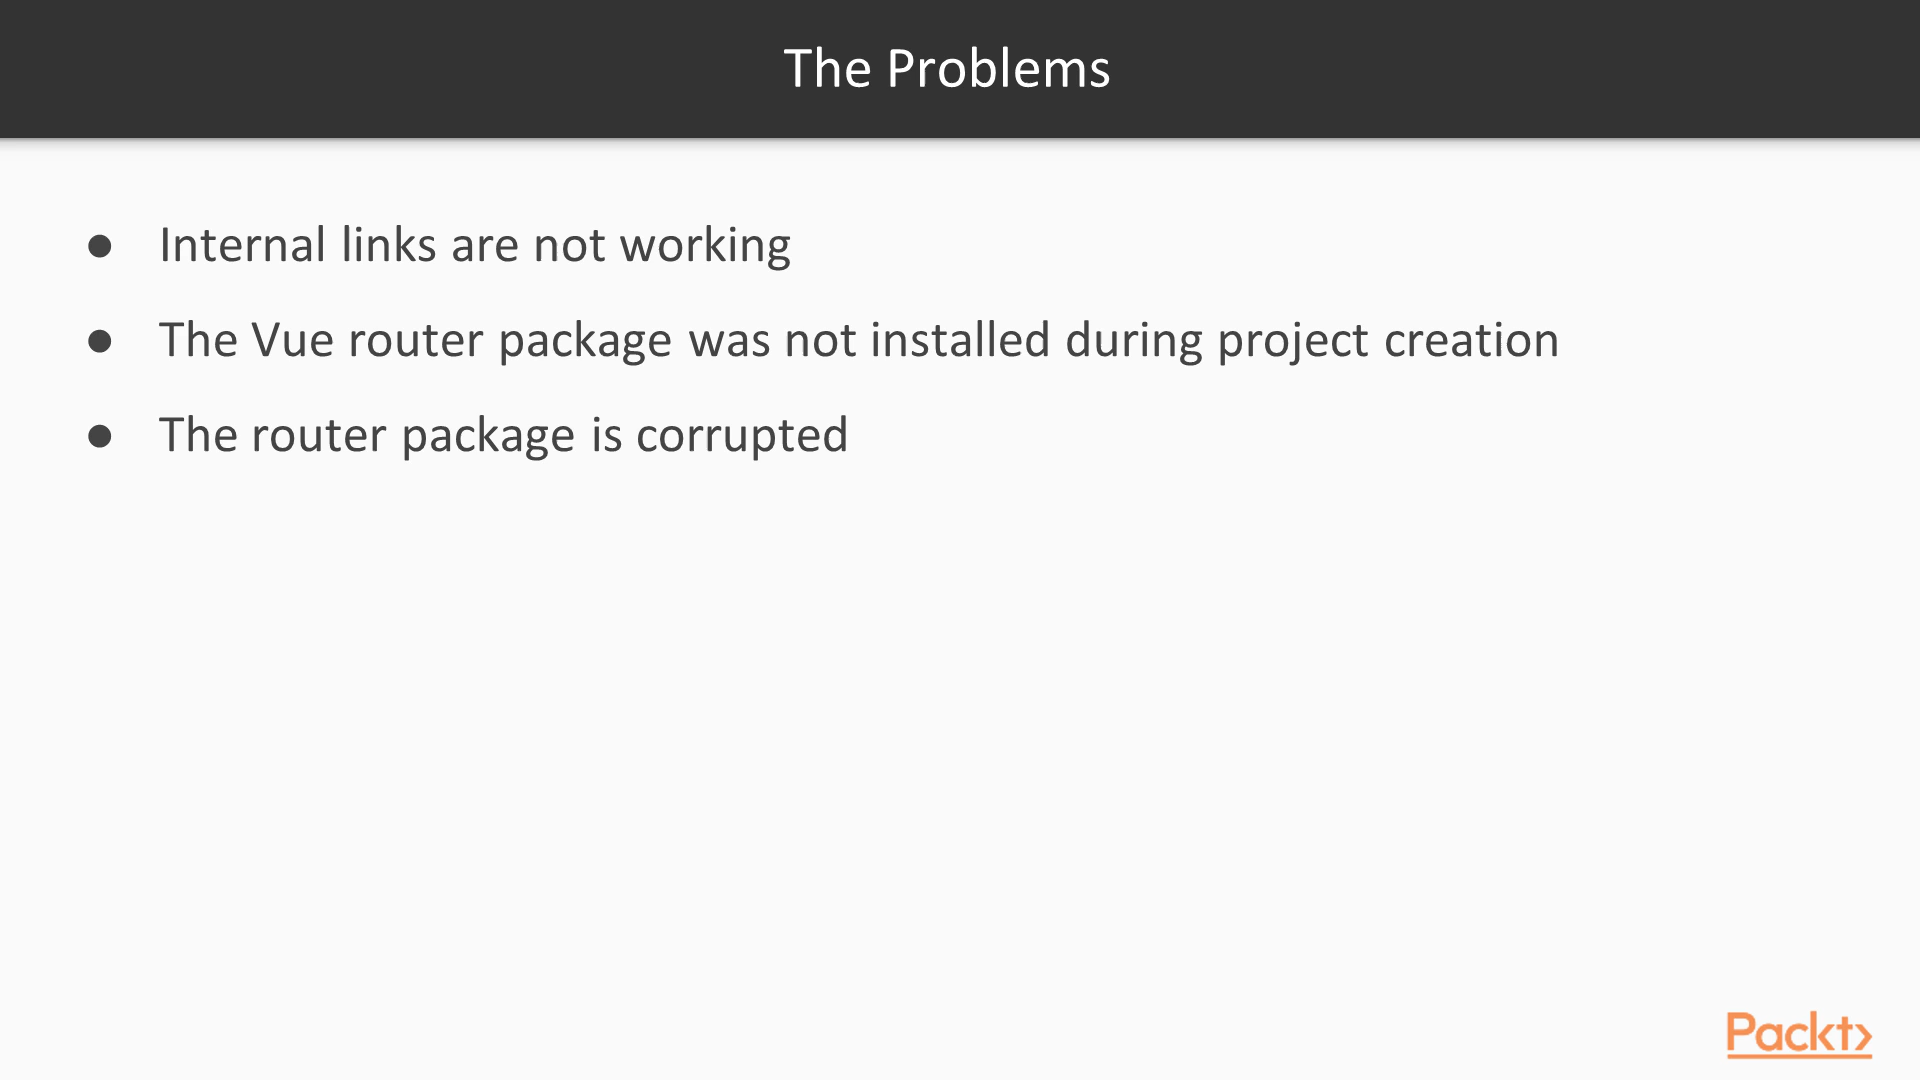 The Problems
● Internal links are not working
● The Vue router package was not installed during project creation
● The router package is corrupted
Packt>